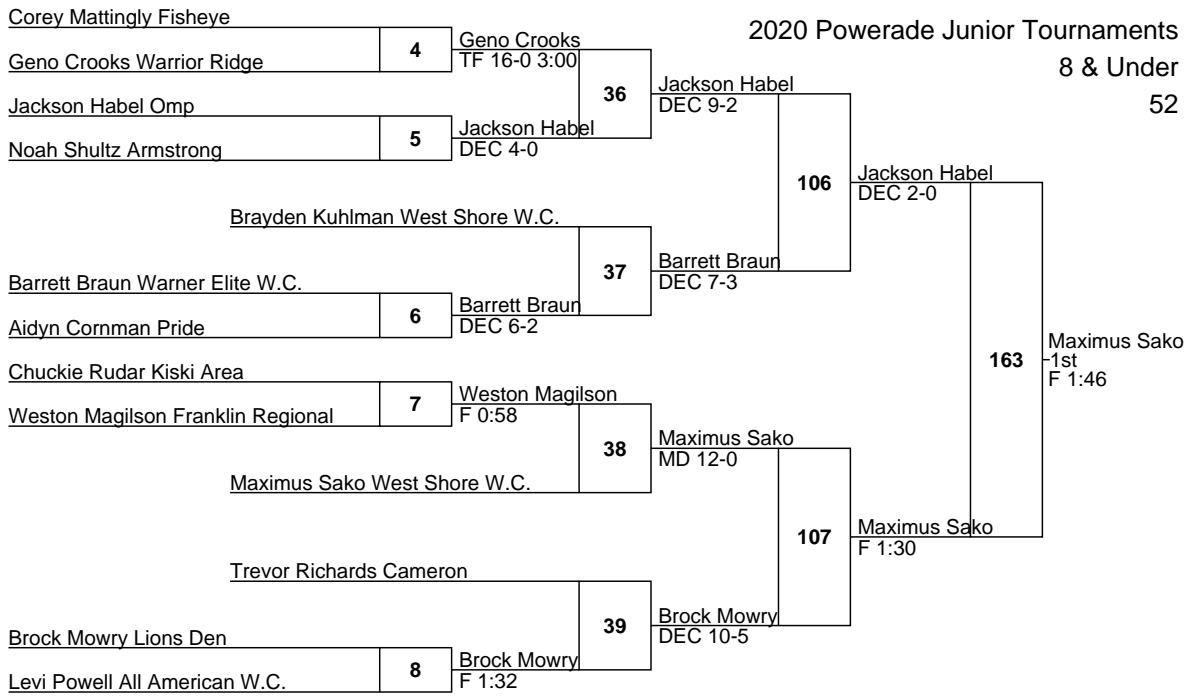 2020 Powerade Junior Tournaments
8 & Under
52
Corey Mattingly Fisheye
4
Geno Crooks Warrior Ridge
Geno Crooks
TF 16-0 3:00
Jackson Habel Omp
5
Noah Shultz Armstrong
Jackson Habel
DEC 4-0
36
Jackson Habel
DEC 9-2
Brayden Kuhlman West Shore W.C.
Barrett Braun Warner Elite W.C.
6
Aidyn Cornman Pride
Barrett Braun
DEC 6-2
37
Barrett Braun
DEC 7-3
106
Jackson Habel
DEC 2-0
Chuckie Rudar Kiski Area
7
Weston Magilson Franklin Regional
Weston Magilson
F 0:58
Maximus Sako West Shore W.C.
38
Maximus Sako
MD 12-0
Trevor Richards Cameron
Brock Mowry Lions Den
8
Levi Powell All American W.C.
Brock Mowry
F 1:32
39
Brock Mowry
DEC 10-5
107
Maximus Sako
F 1:30
163
Maximus Sako
1st
F 1:46